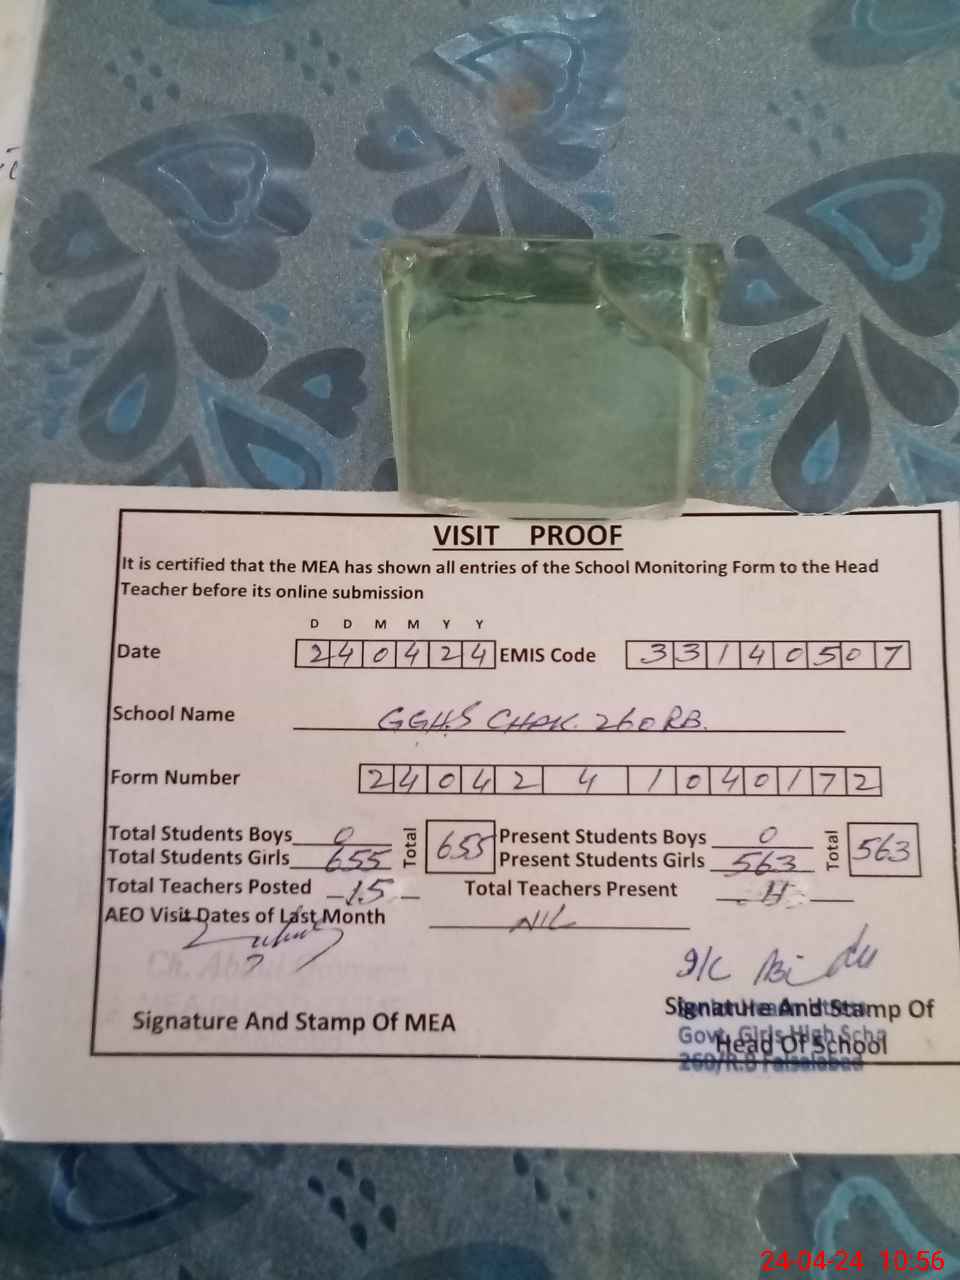 VISIT PROOF
It is certified that the MEA has shown all entries of the School Monitoring Form to the Head
Teacher before its online submission
D D M M Y Y
Date 2 4 0 4 2 4 EMIS Code 3 3 1 4 0 5 0 7
School Name GGHS CHAK. 260 RB.
Form Number 2 4 0 4 2 4 1 0 4 0 1 7 2
Total Students Boys 0 Total 655 Present Students Boys 0 Total 563
Total Students Girls 655 Present Students Girls 563
Total Teachers Posted 15 Total Teachers Present
AEO Visit Dates of Last Month NIL
I/C
Signature And Stamp Of MEA
Signature And Stamp Of
Head Of School
Govt. Girls High
260/R.B Faisalabad
24-04-24 10:56